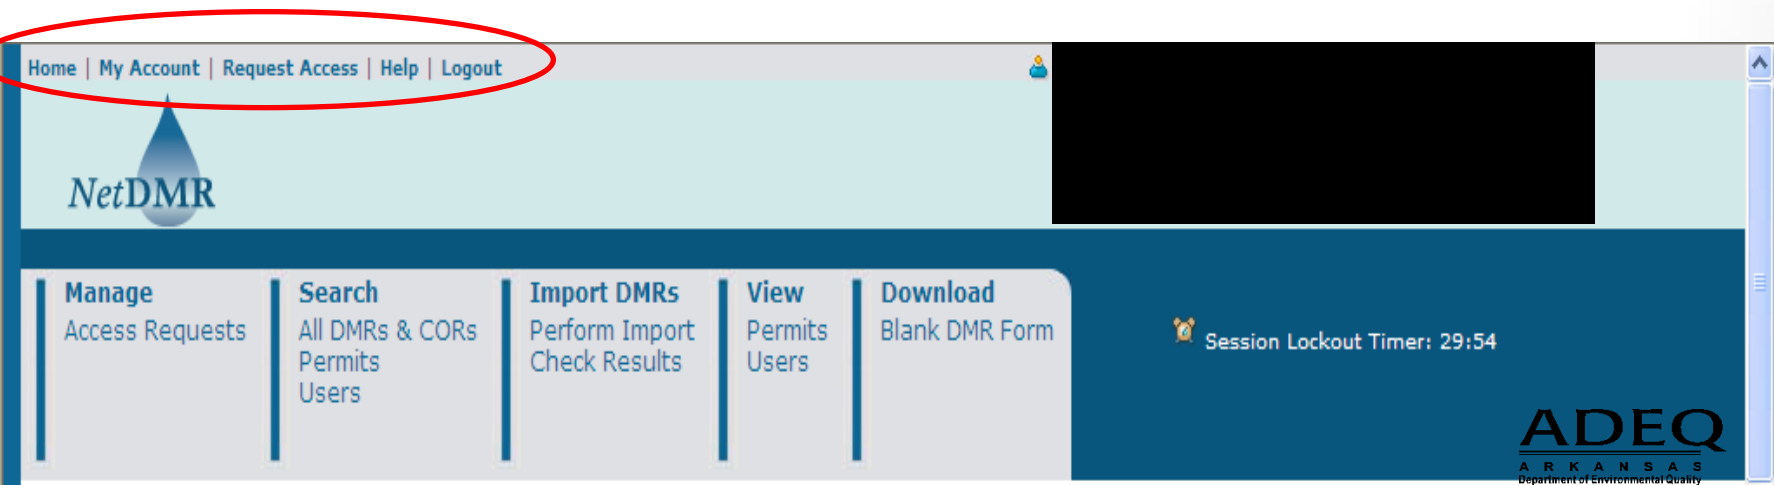 Home | My Account | Request Access | Help | Logout
NetDMR
Manage
Access Requests
Search
All DMRs & CORs
Permits
Users
Import DMRs
Perform Import
Check Results
View
Permits
Users
Download
Blank DMR Form
Session Lockout Timer: 29:54
ADEQ
ARKANSAS
Department of Environmental Quality